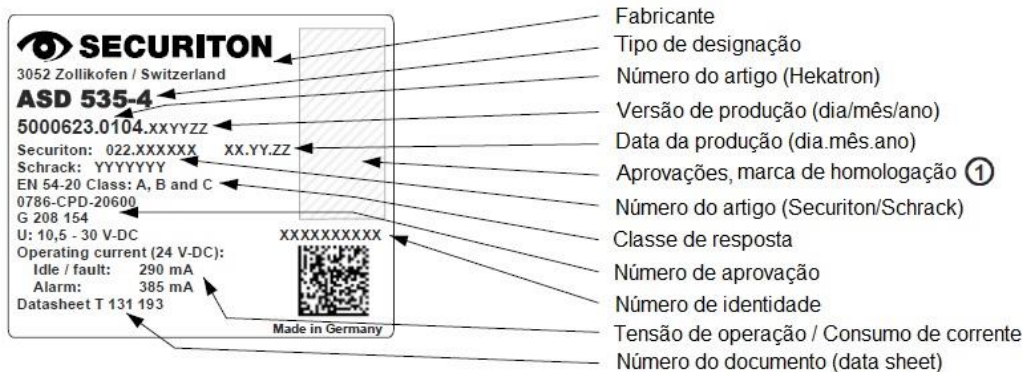 SECURITON
3052 Zollikofen / Switzerland
ASD 535-4
5000623.0104.XXYYZZ
Securiton: 022.XXXXXX XX.YY.ZZ
Schrack: YYYYYYY
EN 54-20 Class: A, B and C
0786-CPD-20600
G 208 154
U: 10,5 - 30 V-DC
XXXXXXXXXX
Operating current (24 V-DC):
Idle / fault: 290 mA
Alarm: 385 mA
Datasheet T 131 193
Made in Germany
Fabricante
Tipo de designação
Número do artigo (Hekatron)
Versão de produção (dia/mês/ano)
Data da produção (dia.mês.ano)
Aprovações, marca de homologação 1
Número do artigo (Securiton/Schrack)
Classe de resposta
Número de aprovação
Número de identidade
Tensão de operação / Consumo de corrente
Número do documento (data sheet)